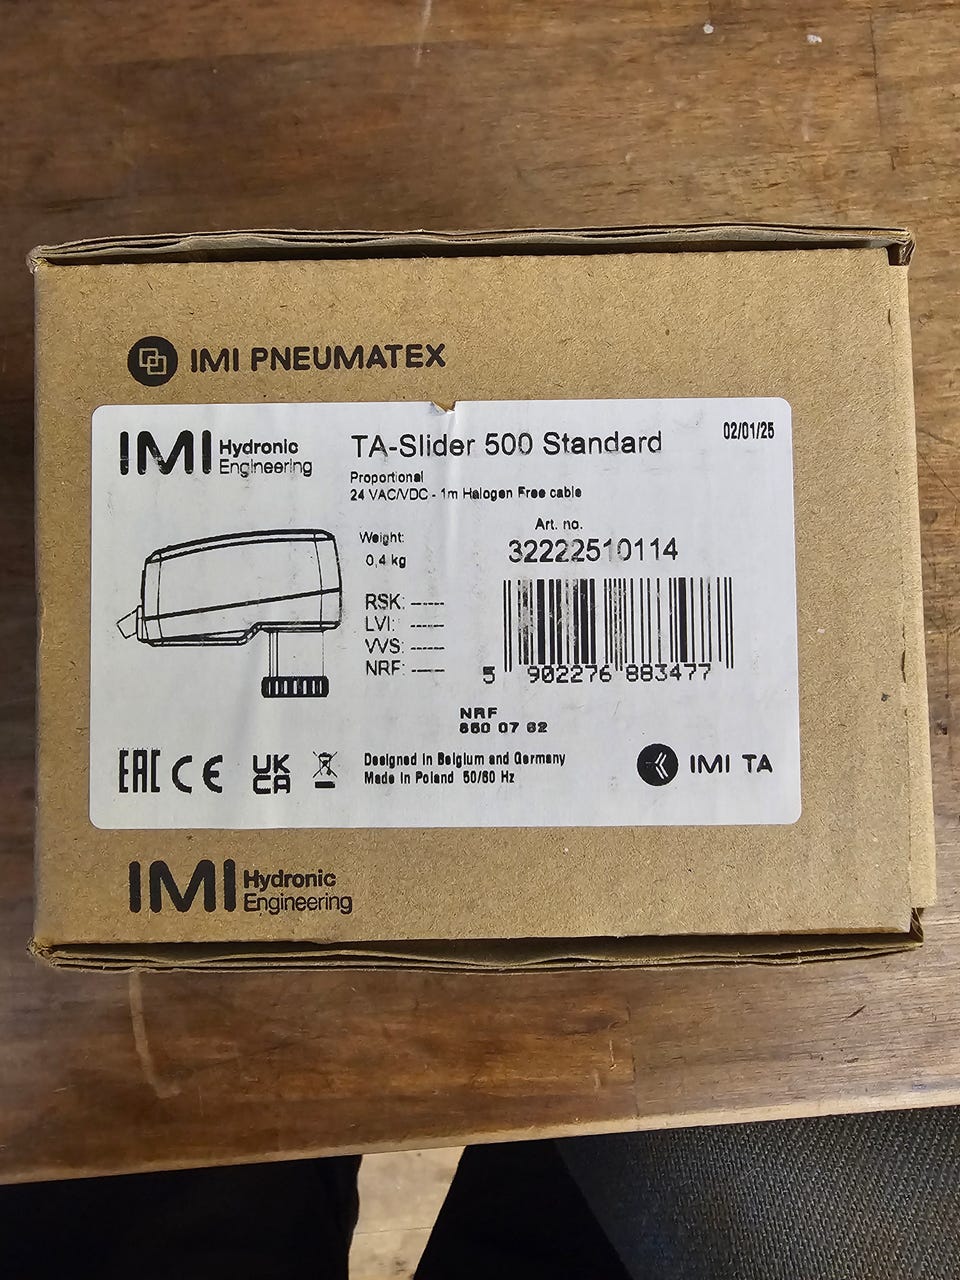 IMI PNEUMATEX
IMI Hydronic Engineering
TA-Slider 500 Standard
02/01/25
Proportional
24 VAC/VDC - 1m Halogen Free cable
Weight:
0,4 kg
Art. no.
32222510114
RSK: -----
LVI: -----
VVS: -----
NRF: -----
5 902276 883477
NRF
850 07 62
EAC CE UK CA
Designed in Belgium and Germany
Made in Poland 50/60 Hz
IMI TA
IMI Hydronic Engineering